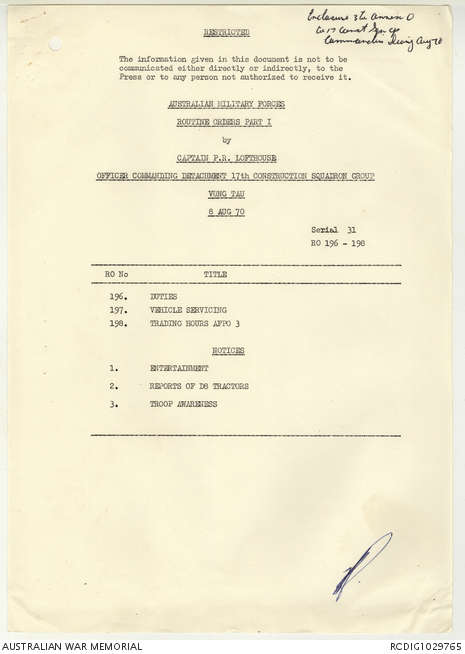 RESTRICTED
Enclosure 3 to Annex D
to 17 Const Sqn Gp
Commanders Diary Aug 70
The information given in this document is not to be
communicated either directly or indirectly, to the
Press or to any person not authorized to receive it.
AUSTRALIAN MILITARY FORCES
ROUTINE ORDERS PART I
by
CAPTAIN P.R. LOFTHOUSE
OFFICER COMMANDING DETACHMENT 17th CONSTRUCTION SQUADRON GROUP
VUNG TAU
8 AUG 70
Serial 31
RO 196 - 198
RO No TITLE
196. DUTIES
197. VEHICLE SERVICING
198. TRADING HOURS AFPO 3
NOTICES
1. ENTERTAINMENT
2. REPORTS OF D8 TRACTORS
3. TROOP AWARENESS
AUSTRALIAN WAR MEMORIAL
RCDIG1029765